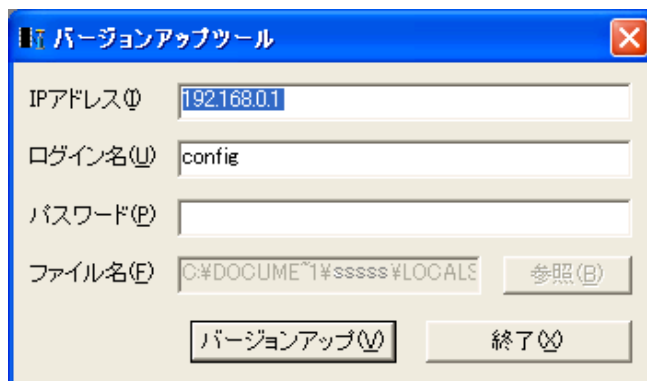 バージョンアップツール
IPアドレス(I) 192.168.0.1
ログイン名(U) config
パスワード(P)
ファイル名(F) C:¥DOCUME~1¥sssss¥LOCALS 参照(B)
バージョンアップ(V) 終了(X)